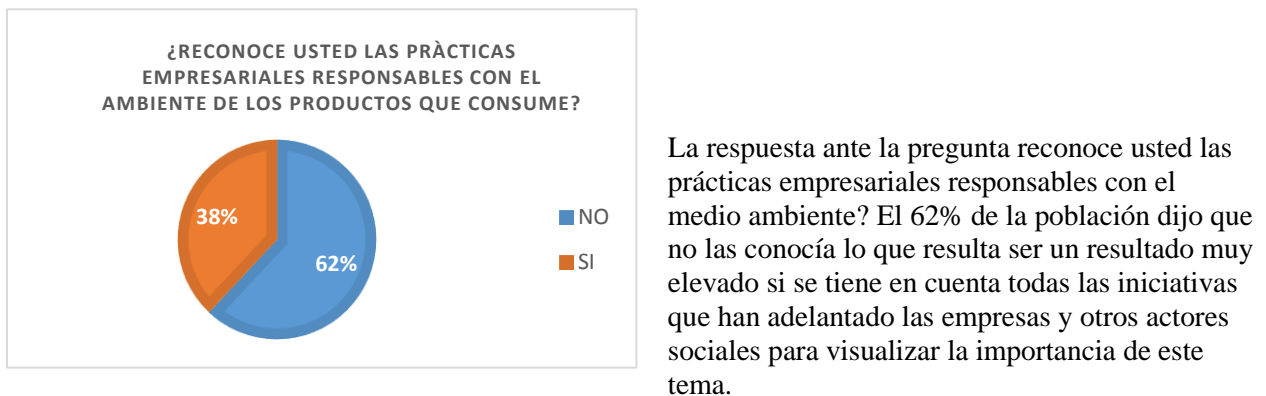 ¿RECONOCE USTED LAS PRÀCTICAS
EMPRESARIALES RESPONSABLES CON EL
AMBIENTE DE LOS PRODUCTOS QUE CONSUME?
38%
62%
NO
SI
La respuesta ante la pregunta reconoce usted las
prácticas empresariales responsables con el
medio ambiente? El 62% de la población dijo que
no las conocía lo que resulta ser un resultado muy
elevado si se tiene en cuenta todas las iniciativas
que han adelantado las empresas y otros actores
sociales para visualizar la importancia de este
tema.